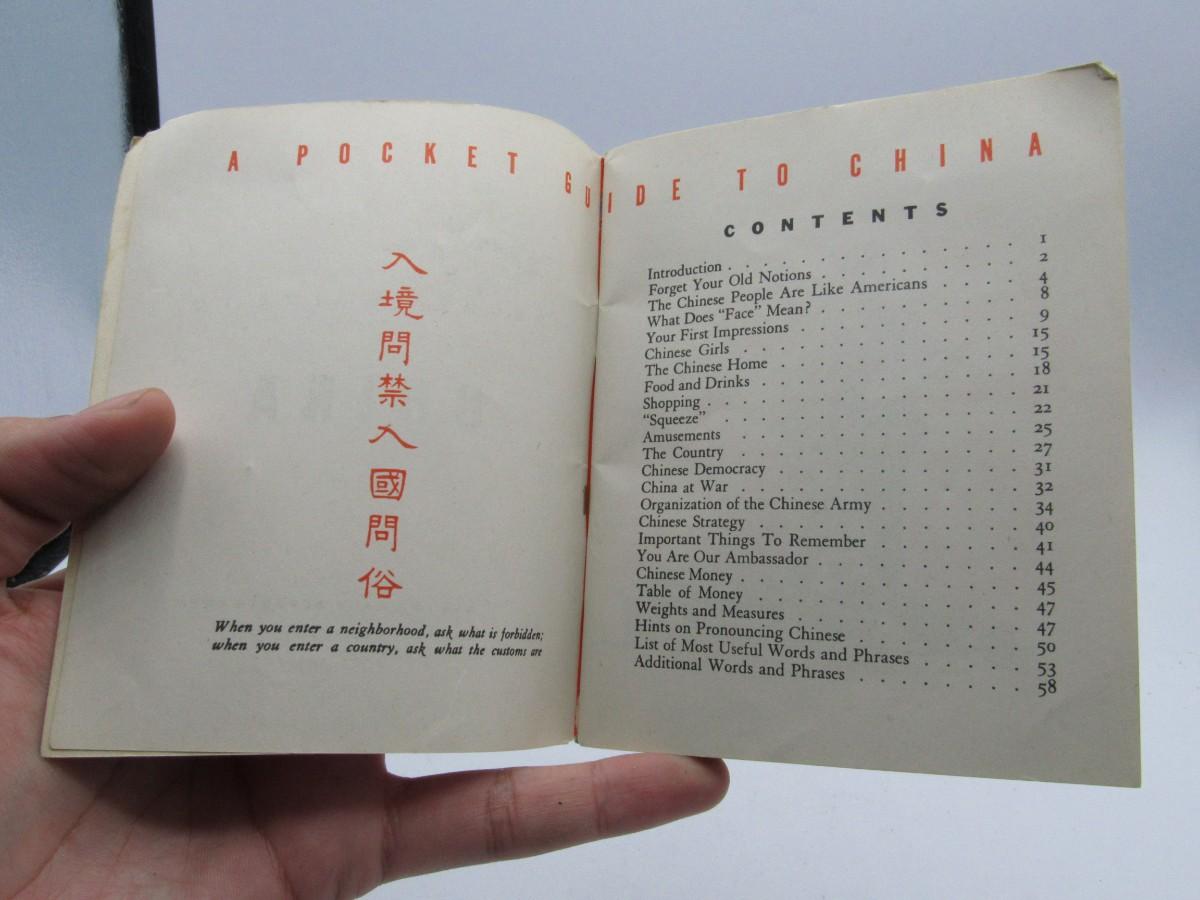 A POCKET GUIDE TO CHINA
入境問禁入國問俗
When you enter a neighborhood, ask what is forbidden;
when you enter a country, ask what the customs are
CONTENTS
Introduction . . . . . . . . . . . . . . . 1
Forget Your Old Notions . . . . . . . . . . . 2
The Chinese People Are Like Americans . . . . 4
What Does "Face" Mean? . . . . . . . . . . . 8
Your First Impressions . . . . . . . . . . . 9
Chinese Girls . . . . . . . . . . . . . . 15
The Chinese Home . . . . . . . . . . . . 15
Food and Drinks . . . . . . . . . . . . . 18
Shopping . . . . . . . . . . . . . . . . 21
"Squeeze" . . . . . . . . . . . . . . . 22
Amusements . . . . . . . . . . . . . . 25
The Country . . . . . . . . . . . . . . 27
Chinese Democracy . . . . . . . . . . . . 31
China at War . . . . . . . . . . . . . . 32
Organization of the Chinese Army . . . . . . . 34
Chinese Strategy . . . . . . . . . . . . . 40
Important Things To Remember . . . . . . . 41
You Are Our Ambassador . . . . . . . . . . 44
Chinese Money . . . . . . . . . . . . . . 45
Table of Money . . . . . . . . . . . . . 47
Weights and Measures . . . . . . . . . . . 47
Hints on Pronouncing Chinese . . . . . . . . 50
List of Most Useful Words and Phrases . . . . . 53
Additional Words and Phrases . . . . . . . . 58